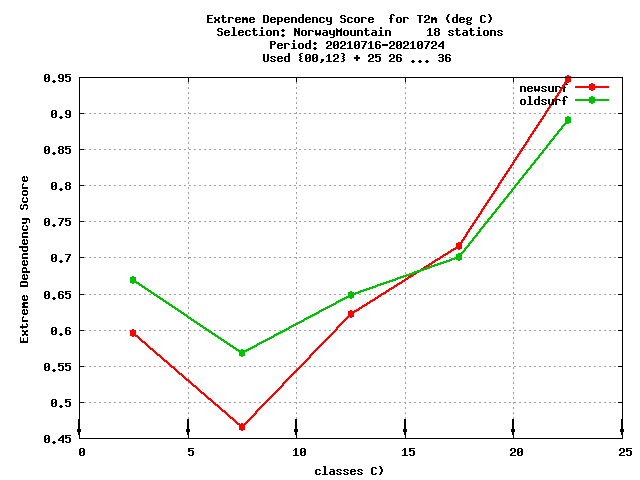 Extreme Dependency Score  for T2m (deg C)
Selection: NorwayMountain     18 stations
Period: 20210716-20210724
Used {00,12} + 25 26 ... 36
newsurf
oldsurf
0.95
0.9
0.85
0.8
0.75
0.7
0.65
0.6
0.55
0.5
0.45
Extreme Dependency Score
0 5 10 15 20 25
classes C)